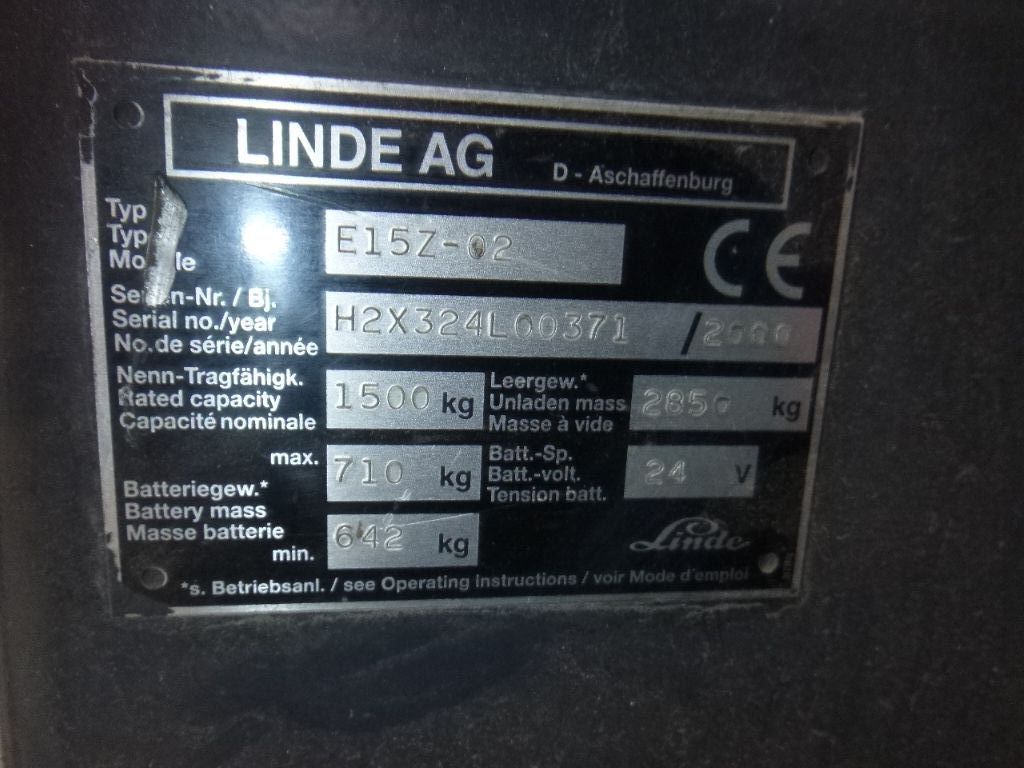 LINDE AG D - Aschaffenburg
Typ
Typ E15Z-02 CE
Serial no./year H2X324L00371 / 2000
No.de série/année
Nenn-Tragfähigk. Leergew.*
Rated capacity 1500 kg Unladen mass 2850 kg
Capacité nominale Masse à vide
max. 710 kg Batt.-Sp.
Batteriegew.* Batt.-volt. 24 V
Battery mass Tension batt.
Masse batterie 642 kg
min. Linde
*s. Betriebsanl. / see Operating Instructions / voir Mode d'emploi